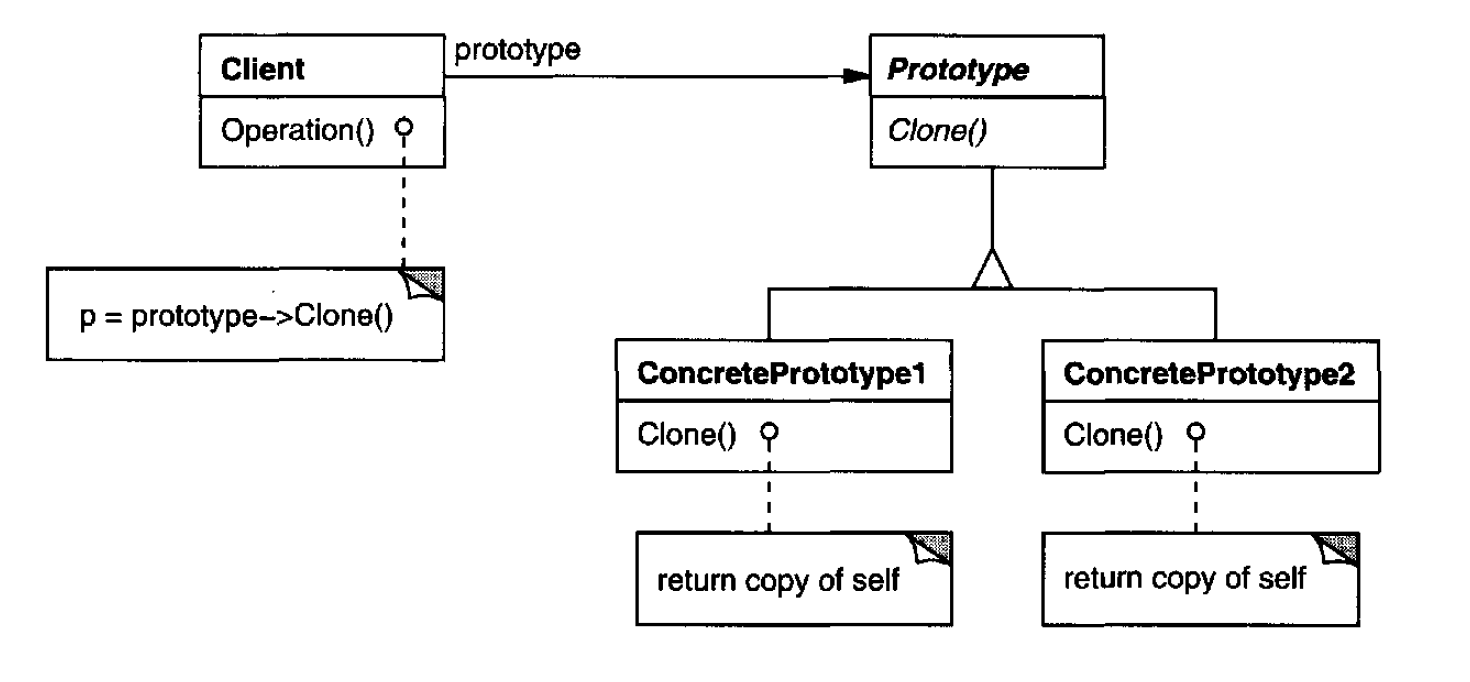 Client
prototype
Prototype
Operation()
Clone()
p = prototype->Clone()
ConcretePrototype1
ConcretePrototype2
Clone()
Clone()
return copy of self
return copy of self